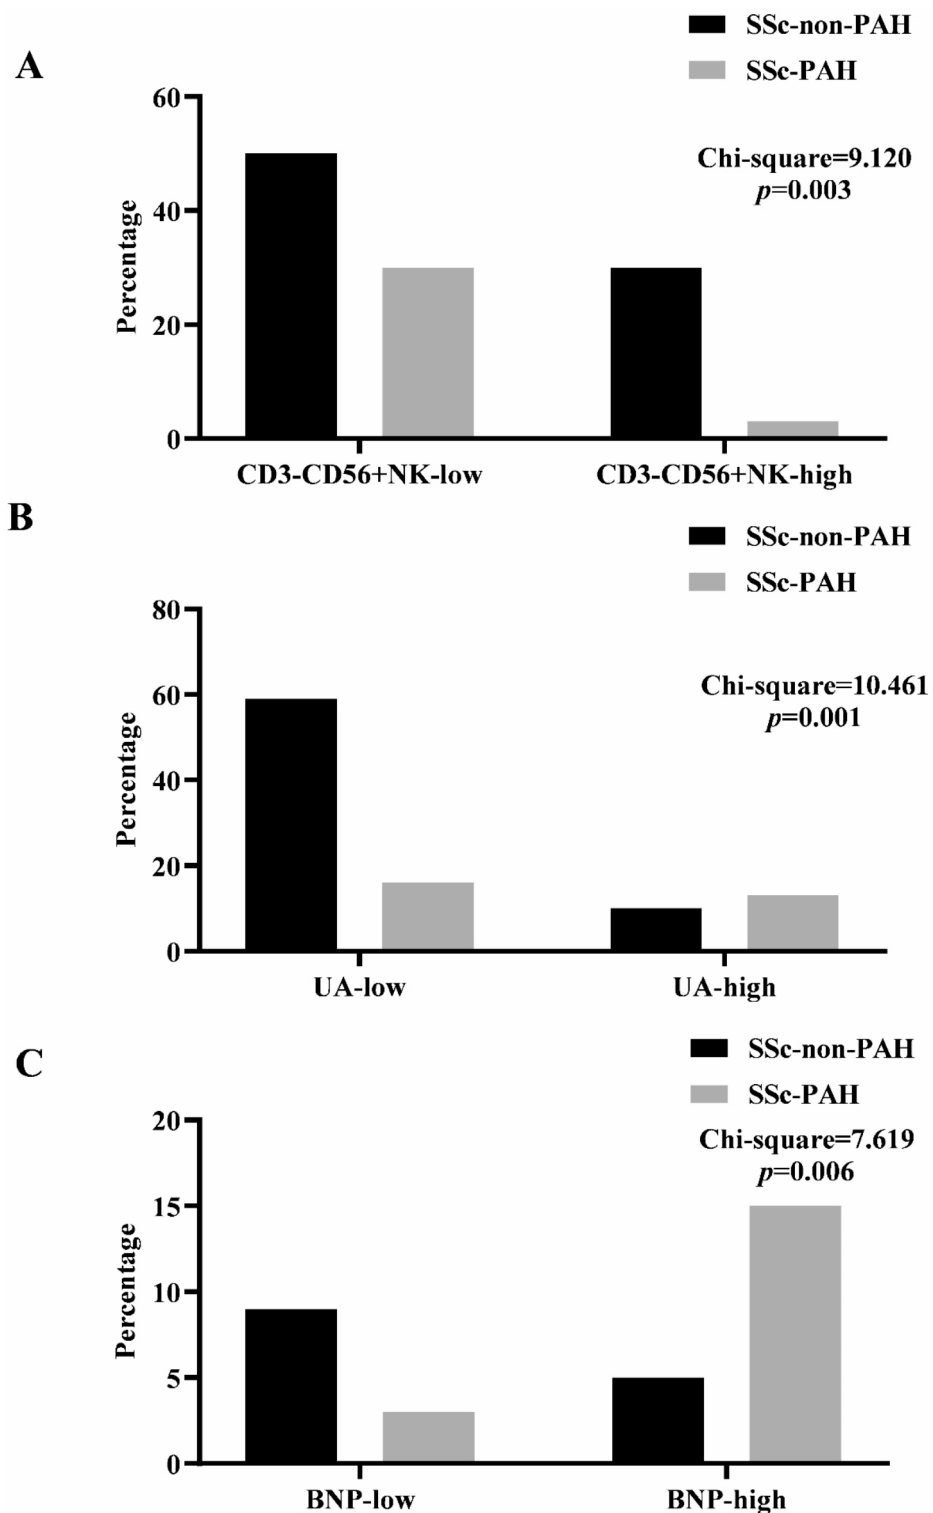 A
SSc-non-PAH
SSc-PAH
Chi-square=9.120
p=0.003
Percentage
60
40
20
0
CD3-CD56+NK-low
CD3-CD56+NK-high
B
SSc-non-PAH
SSc-PAH
Chi-square=10.461
p=0.001
Percentage
80
60
40
20
0
UA-low
UA-high
C
SSc-non-PAH
SSc-PAH
Chi-square=7.619
p=0.006
Percentage
20
15
10
5
0
BNP-low
BNP-high